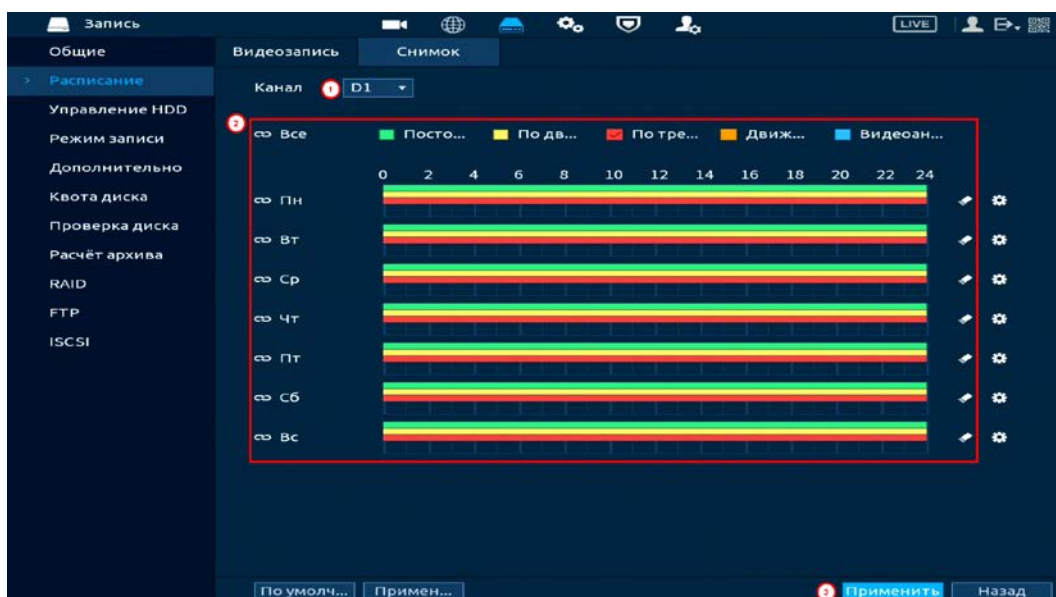 Запись
LIVE
Общие
Расписание
Управление HDD
Режим записи
Дополнительно
Квота диска
Проверка диска
Расчёт архива
RAID
FTP
ISCSI
Видеозапись Снимок
Канал 1 D1
2
Все Посто... По дв... По тре... Движ... Видеоан...
0 2 4 6 8 10 12 14 16 18 20 22 24
Пн
Вт
Ср
Чт
Пт
Сб
Вс
По умолч... Примен... 3 Применить Назад